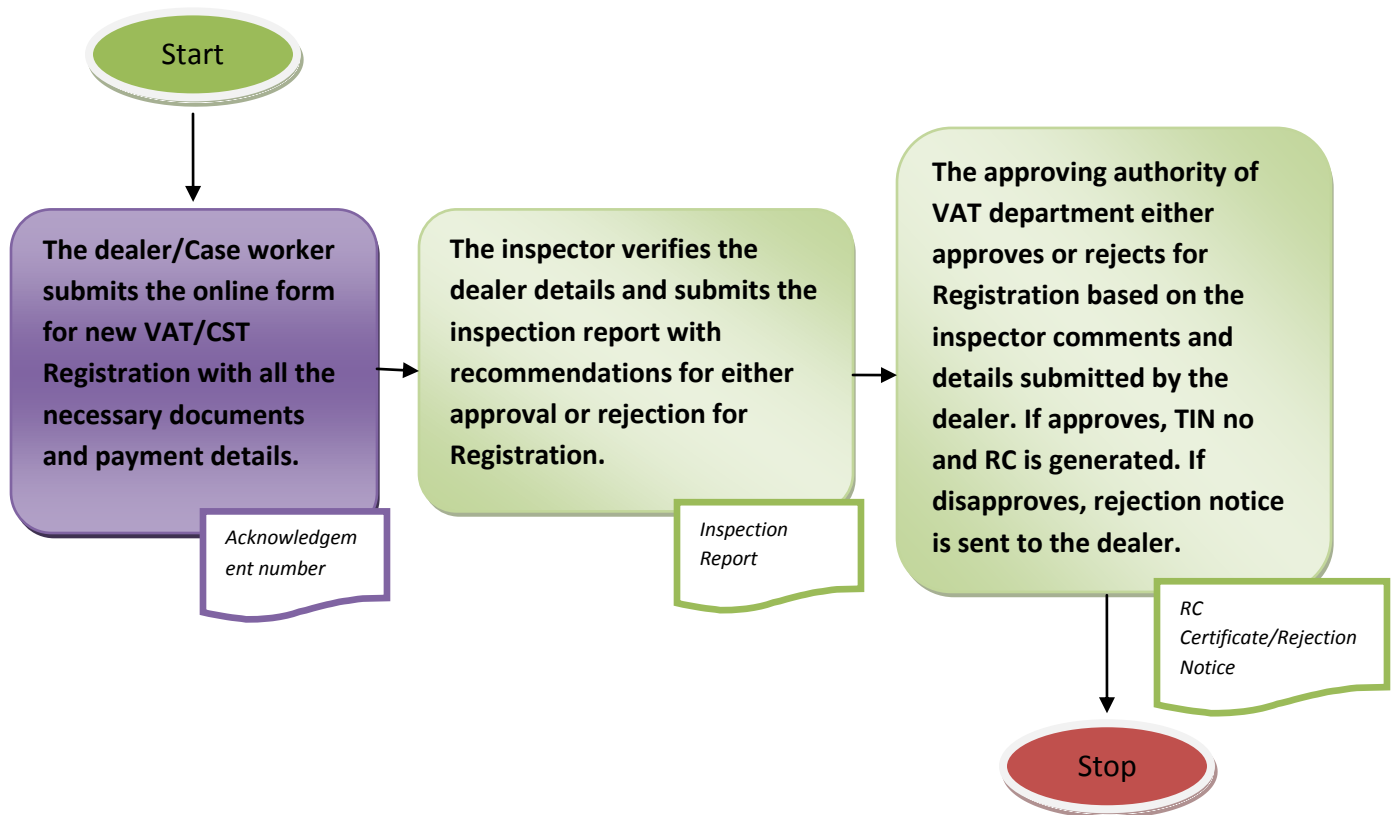 Start
The dealer/Case worker
submits the online form
for new VAT/CST
Registration with all the
necessary documents
and payment details.
Acknowledgem
ent number
The inspector verifies the
dealer details and submits the
inspection report with
recommendations for either
approval or rejection for
Registration.
Inspection
Report
The approving authority of
VAT department either
approves or rejects for
Registration based on the
inspector comments and
details submitted by the
dealer. If approves, TIN no
and RC is generated. If
disapproves, rejection notice
is sent to the dealer.
RC
Certificate/Rejection
Notice
Stop